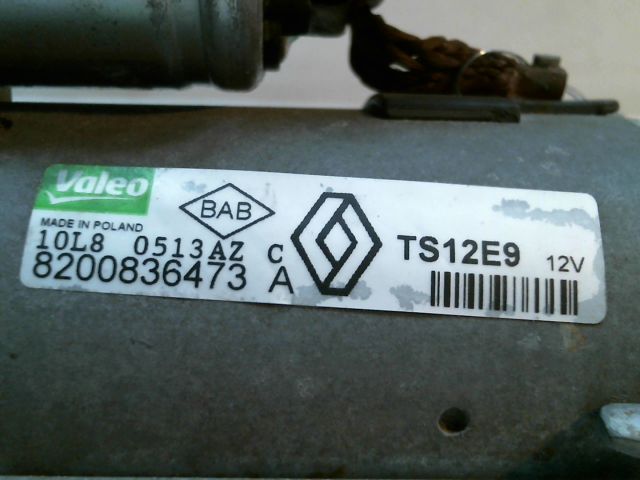 Valeo
MADE IN POLAND
BAB
10L8 0513AZ C
8200836473 A
TS12E9 12V